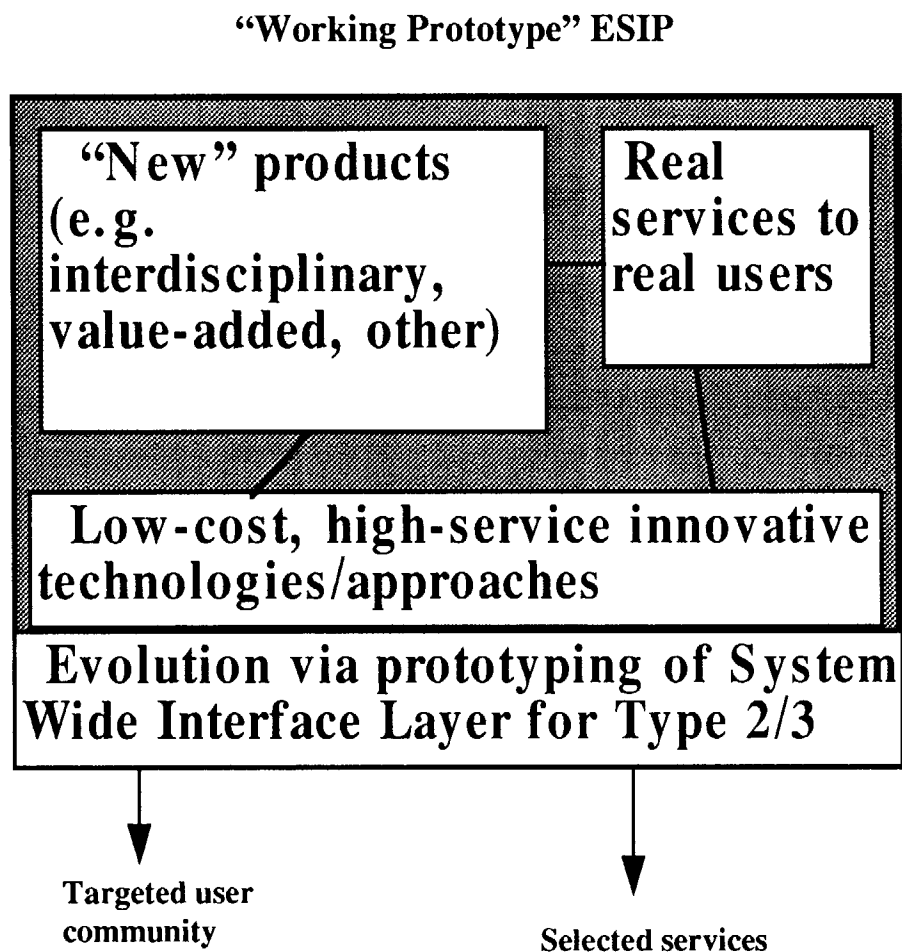 “Working Prototype” ESIP
“New” products
(e.g.
interdisciplinary,
value-added, other)
Real
services to
real users
Low-cost, high-service innovative
technologies/approaches
Evolution via prototyping of System
Wide Interface Layer for Type 2/3
Targeted user
community
Selected services